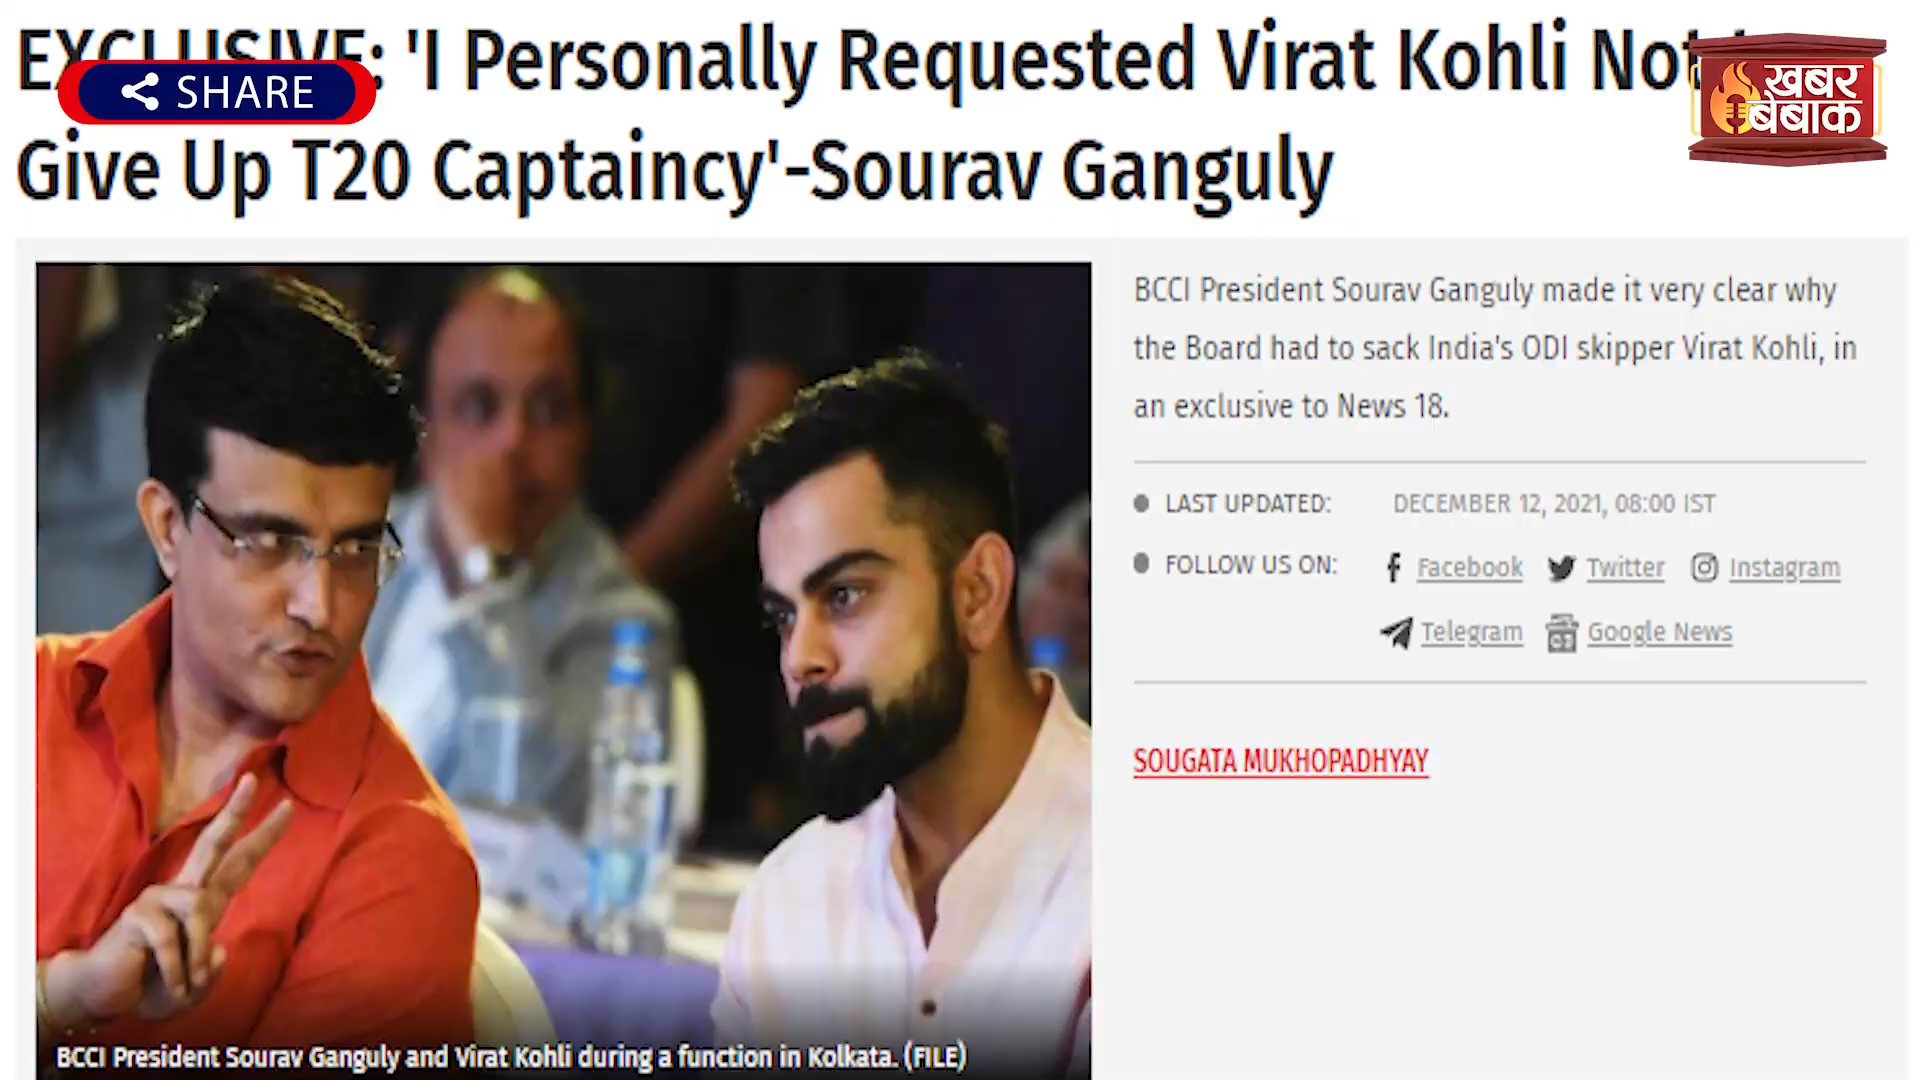 EXCLUSIVE: 'I Personally Requested Virat Kohli Not
Give Up T20 Captaincy'-Sourav Ganguly
SHARE
खबर
बेबाक
BCCI President Sourav Ganguly made it very clear why
the Board had to sack India's ODI skipper Virat Kohli, in
an exclusive to News 18.
LAST UPDATED: DECEMBER 12, 2021, 08:00 IST
FOLLOW US ON: Facebook Twitter Instagram
Telegram Google News
SOUGATA MUKHOPADHYAY
BCCI President Sourav Ganguly and Virat Kohli during a function in Kolkata. (FILE)